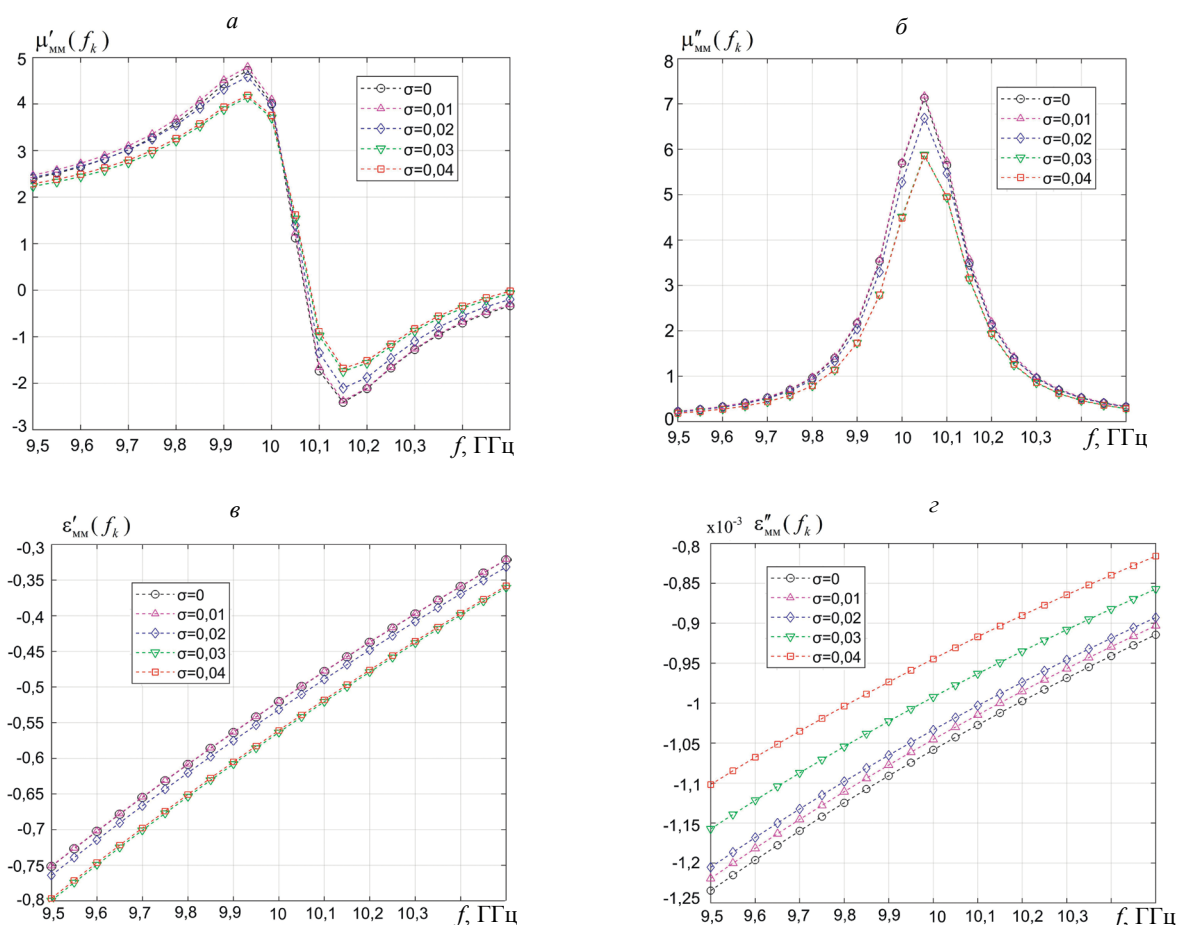 а
μ′мм(fk)
5
4
3
2
1
0
-1
-2
-3
σ=0
σ=0,01
σ=0,02
σ=0,03
σ=0,04
9,5 9,6 9,7 9,8 9,9 10 10,1 10,2 10,3 f, ГГц
б
μ″мм(fk)
8
7
6
5
4
3
2
1
0
σ=0
σ=0,01
σ=0,02
σ=0,03
σ=0,04
9,5 9,6 9,7 9,8 9,9 10 10,1 10,2 10,3 f, ГГц
в
ε′мм(fk)
-0,3
-0,35
-0,4
-0,45
-0,5
-0,55
-0,6
-0,65
-0,7
-0,75
-0,8
σ=0
σ=0,01
σ=0,02
σ=0,03
σ=0,04
9,5 9,6 9,7 9,8 9,9 10 10,1 10,2 10,3 f, ГГц
г
x10⁻³ ε″мм(fk)
-0,8
-0,85
-0,9
-0,95
-1
-1,05
-1,1
-1,15
-1,2
-1,25
σ=0
σ=0,01
σ=0,02
σ=0,03
σ=0,04
9,5 9,6 9,7 9,8 9,9 10 10,1 10,2 10,3 f, ГГц